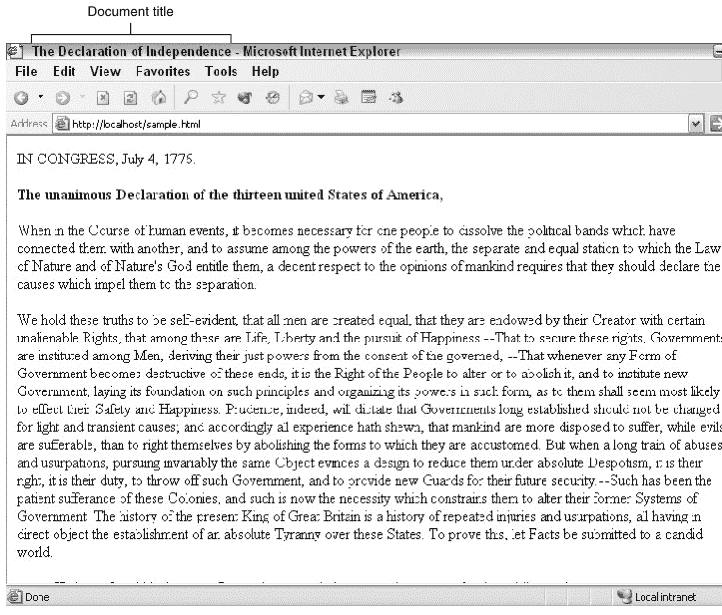 Document title
The Declaration of Independence - Microsoft Internet Explorer
File Edit View Favorites Tools Help
Address http://localhost/sample.html
IN CONGRESS, July 4, 1776.
The unanimous Declaration of the thirteen united States of America,
When in the Course of human events, it becomes necessary for one people to dissolve the political bands which have
connected them with another, and to assume among the powers of the earth, the separate and equal station to which the Law
of Nature and of Nature's God entitle them, a decent respect to the opinions of mankind requires that they should declare the
causes which impel them to the separation.
We hold these truths to be self-evident, that all men are created equal, that they are endowed by their Creator with certain
unalienable Rights, that among these are Life, Liberty and the pursuit of Happiness --That to secure these rights, Governments
are instituted among Men, deriving their just powers from the consent of the governed, --That whenever any Form of
Government becomes destructive of these ends, it is the Right of the People to alter or to abolish it, and to institute new
Government, laying its foundation on such principles and organizing its powers in such form, as to them shall seem most likely
to effect their Safety and Happiness. Prudence, indeed, will dictate that Governments long established should not be changed
for light and transient causes; and accordingly all experience hath shewn, that mankind are more disposed to suffer, while evils
are sufferable, than to right themselves by abolishing the forms to which they are accustomed. But when a long train of abuses
and usurpations, pursuing invariably the same Object evinces a design to reduce them under absolute Despotism, it is their
right, it is their duty, to throw off such Government, and to provide new Guards for their future security.--Such has been the
patient sufferance of these Colonies, and such is now the necessity which constrains them to alter their former Systems of
Government. The history of the present King of Great Britain is a history of repeated injuries and usurpations, all having in
direct object the establishment of an absolute Tyranny over these States. To prove this, let Facts be submitted to a candid
world.
Done Local intranet